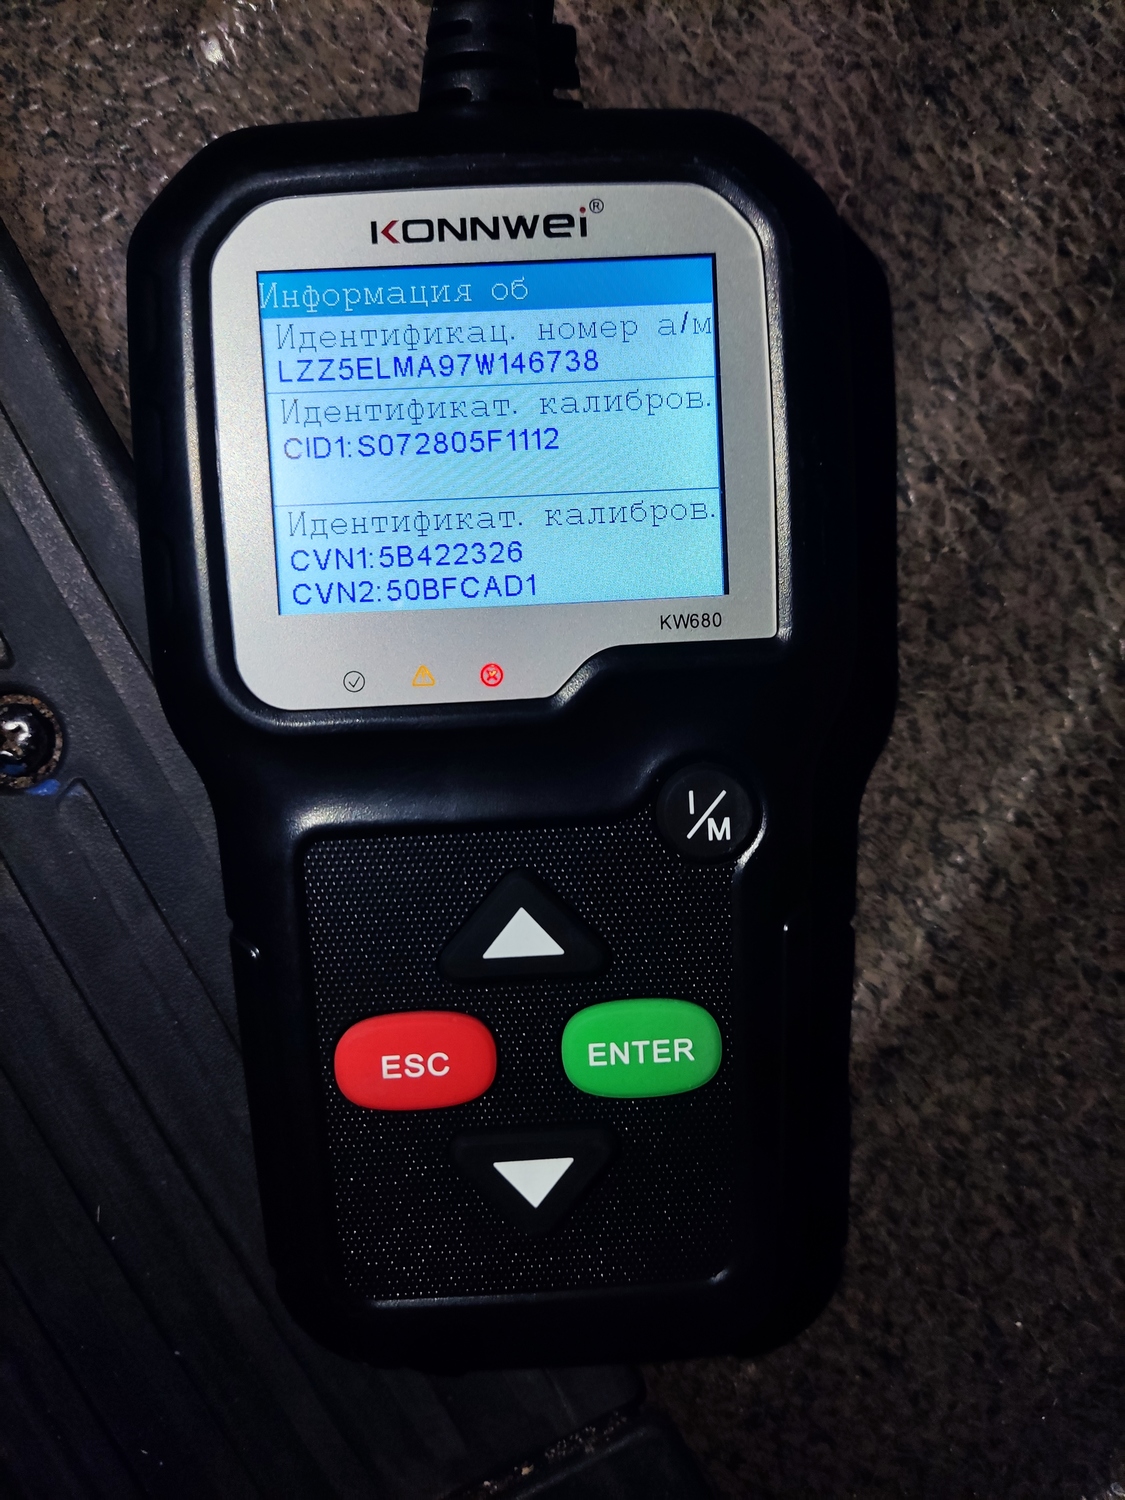 KONNWEI®
Информация об
Идентификац. номер а/м
LZZ5ELMA97W146738
Идентификат. калибров.
CID1:S072805F1112
Идентификат. калибров.
CVN1:5B422326
CVN2:50BFCAD1
KW680
I/M
ESC
ENTER